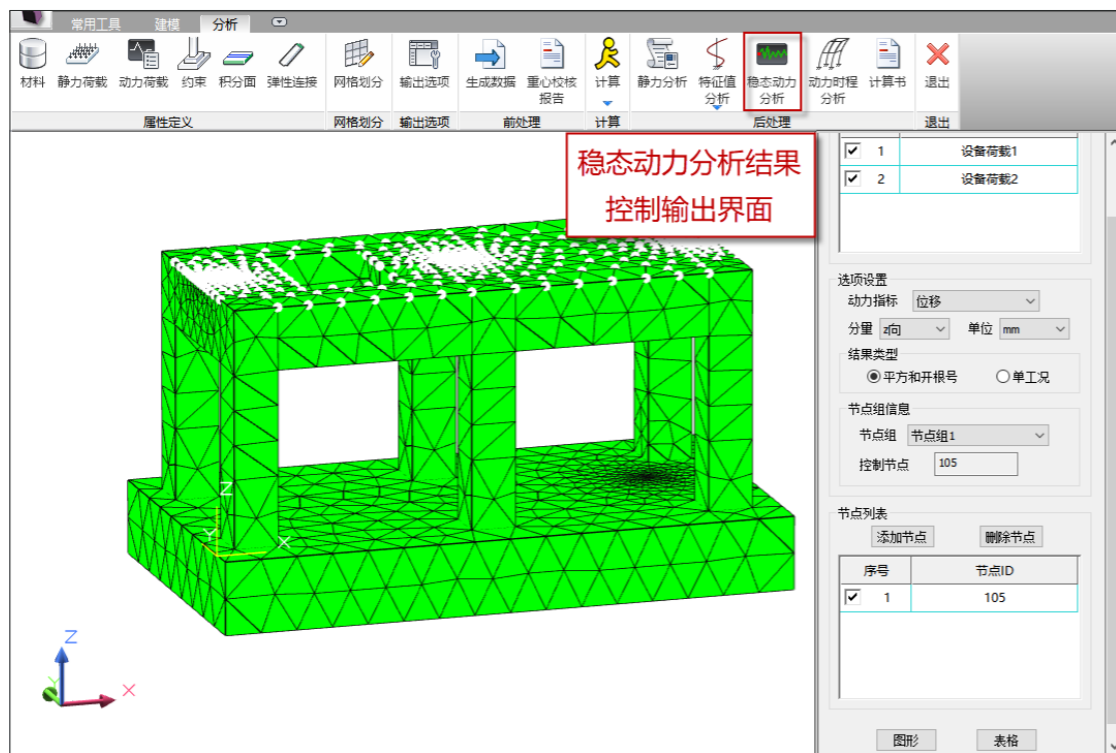 常用工具 建模 分析
材料 静力荷载 动力荷载 约束 积分面 弹性连接 网格划分 输出选项 生成数据 重心校核报告 计算 静力分析 特征值分析 稳态动力分析 动力时程分析 计算书 退出
属性定义 网格划分 输出选项 前处理 计算 后处理 退出
稳态动力分析结果
控制输出界面
1 设备荷载1
2 设备荷载2
选项设置
动力指标 位移
分量 z向 单位 mm
结果类型
平方和开根号 单工况
节点组信息
节点组 节点组1
控制节点 105
节点列表
添加节点 删除节点
序号 节点ID
1 105
图形 表格
Z
Y X
Z
Y X